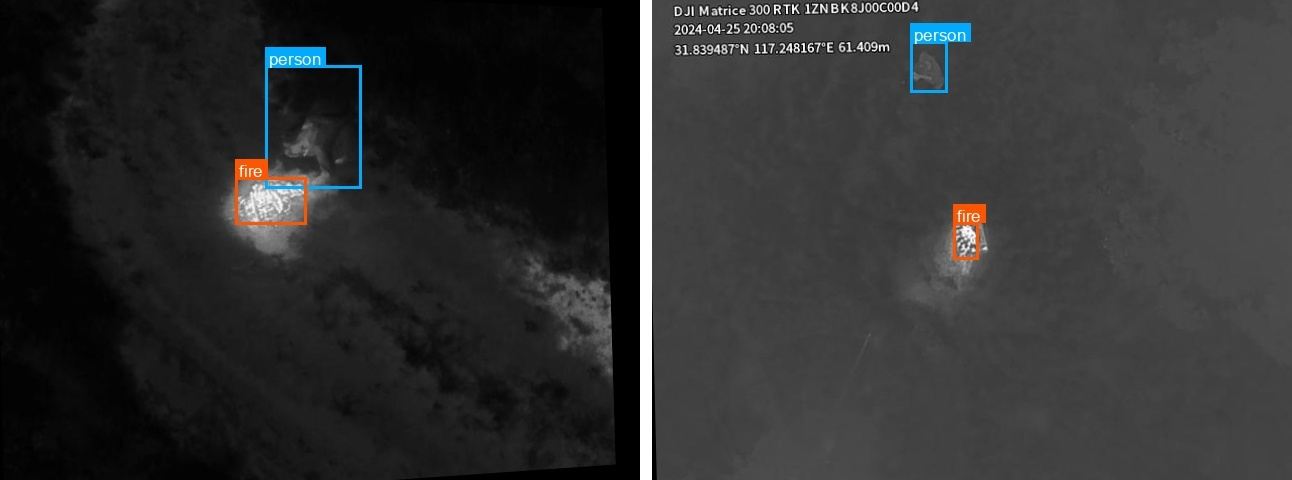 person
fire
DJI Matrice 300 RTK 1ZNBK8J00C00D4
2024-04-25 20:08:05
31.839487°N 117.248167°E 61.409m
person
fire